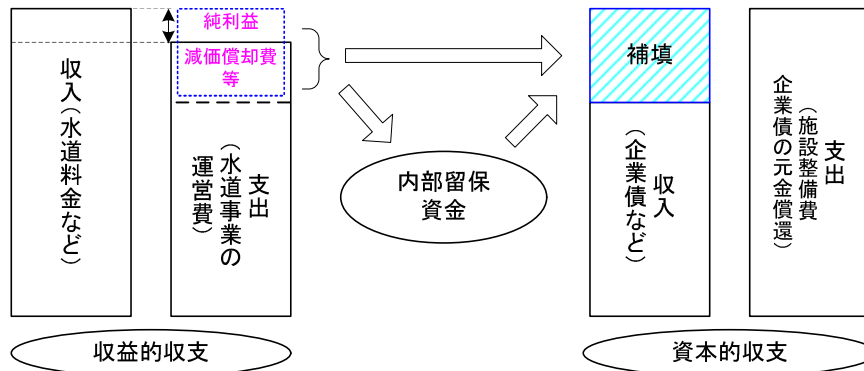 純利益
減価償却費
等
収入（水道料金など）
支出
（水道事業の
運営費）
内部留保
資金
補填
収入
（企業債など）
支出
（施設整備費
企業債の元金償還）
収益的収支
資本的収支